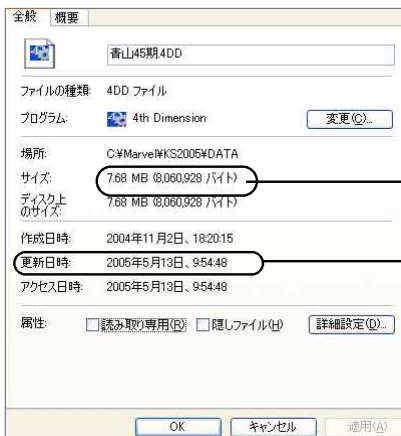 全般 概要
青山45期.4DD
ファイルの種類: 4DD ファイル
プログラム: 4th Dimension 変更(C)...
場所: C:¥Marvel¥KS2005¥DATA
サイズ: 7.68 MB (8,060,928 バイト)
ディスク上
のサイズ: 7.68 MB (8,060,928 バイト)
作成日時: 2004年11月2日、18:20:15
更新日時: 2005年5月13日、9:54:48
アクセス日時: 2005年5月13日、9:54:48
属性: 読み取り専用(R) 隠しファイル(H) 詳細設定(D)...
OK キャンセル 適用(A)